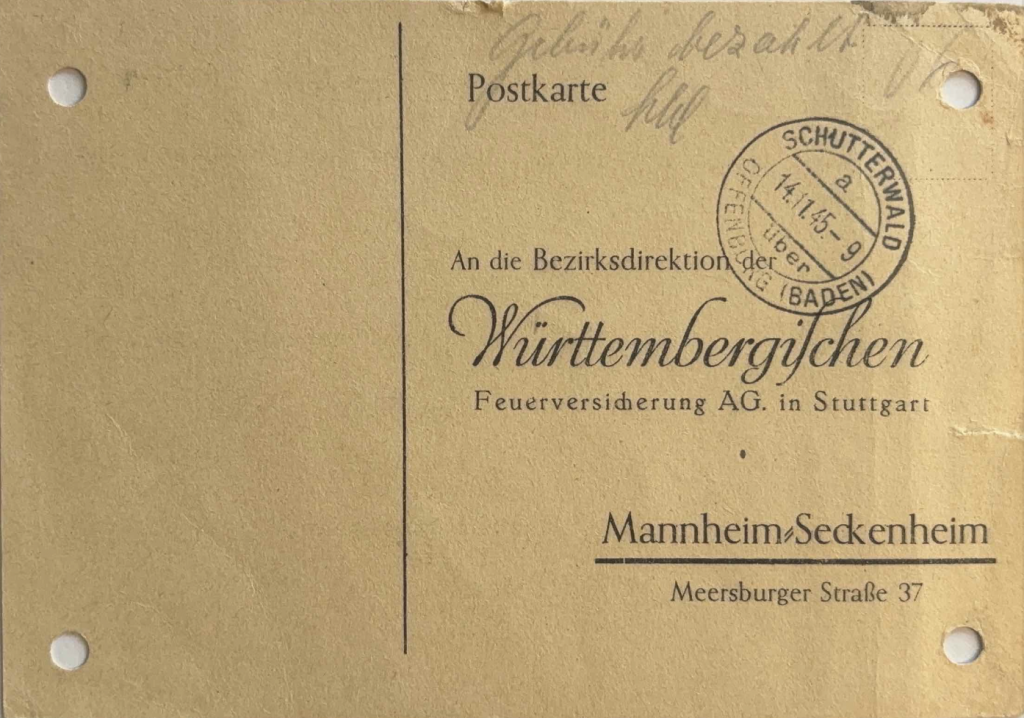 Gebühr bezahlt
Postkarte
SCHUTTERWALD
a
14.11.45.-9
über
OFFENBURG (BADEN)
An die Bezirksdirektion der
Württembergiſchen
Feuerversicherung AG. in Stuttgart
Mannheim-Seckenheim
Meersburger Straße 37